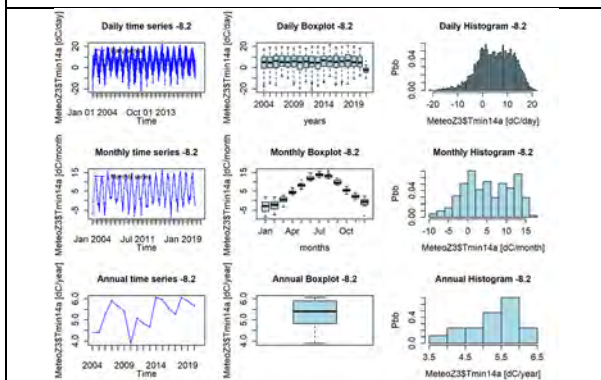 Daily time series -8.2
MeteoZ3$Tmin14a [dC/day]
20
0
-20
Jan 01 2004 Oct 01 2013
Time
Daily Boxplot -8.2
MeteoZ3$Tmin14a [dC/day]
20
0
-20
2004 2009 2014 2019
years
Daily Histogram -8.2
Pbb
0.04
0.00
-20 -10 0 10 20
MeteoZ3$Tmin14a [dC/day]
Monthly time series -8.2
MeteoZ3$Tmin14a [dC/month]
15
5
-5
Jan 2004 Jul 2011 Jan 2019
Time
Monthly Boxplot -8.2
MeteoZ3$Tmin14a [dC/month]
15
5
-5
Jan Apr Jul Oct
months
Monthly Histogram -8.2
Pbb
0.04
0.00
-10 -5 0 5 10 15
MeteoZ3$Tmin14a [dC/month]
Annual time series -8.2
MeteoZ3$Tmin14a [dC/year]
6.0
5.0
4.0
2004 2008 2012 2016 2020
Time
Annual Boxplot -8.2
MeteoZ3$Tmin14a [dC/year]
6.0
5.0
4.0
Annual Histogram -8.2
Pbb
0.6
0.3
0.0
3.5 4.5 5.5 6.5
MeteoZ3$Tmin14a [dC/year]